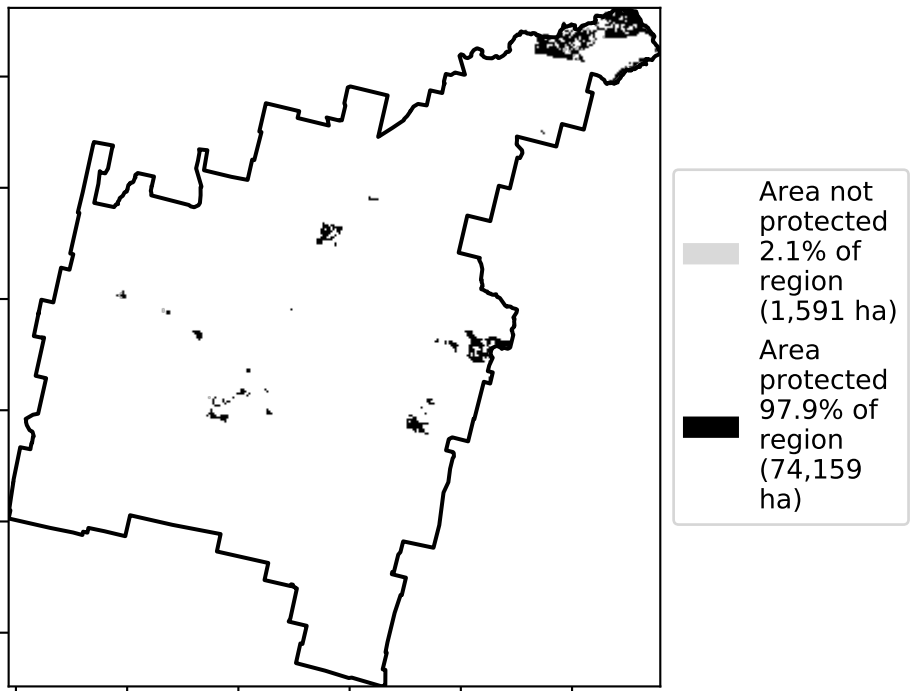 Area not
protected
2.1% of
region
(1,591 ha)
Area
protected
97.9% of
region
(74,159
ha)